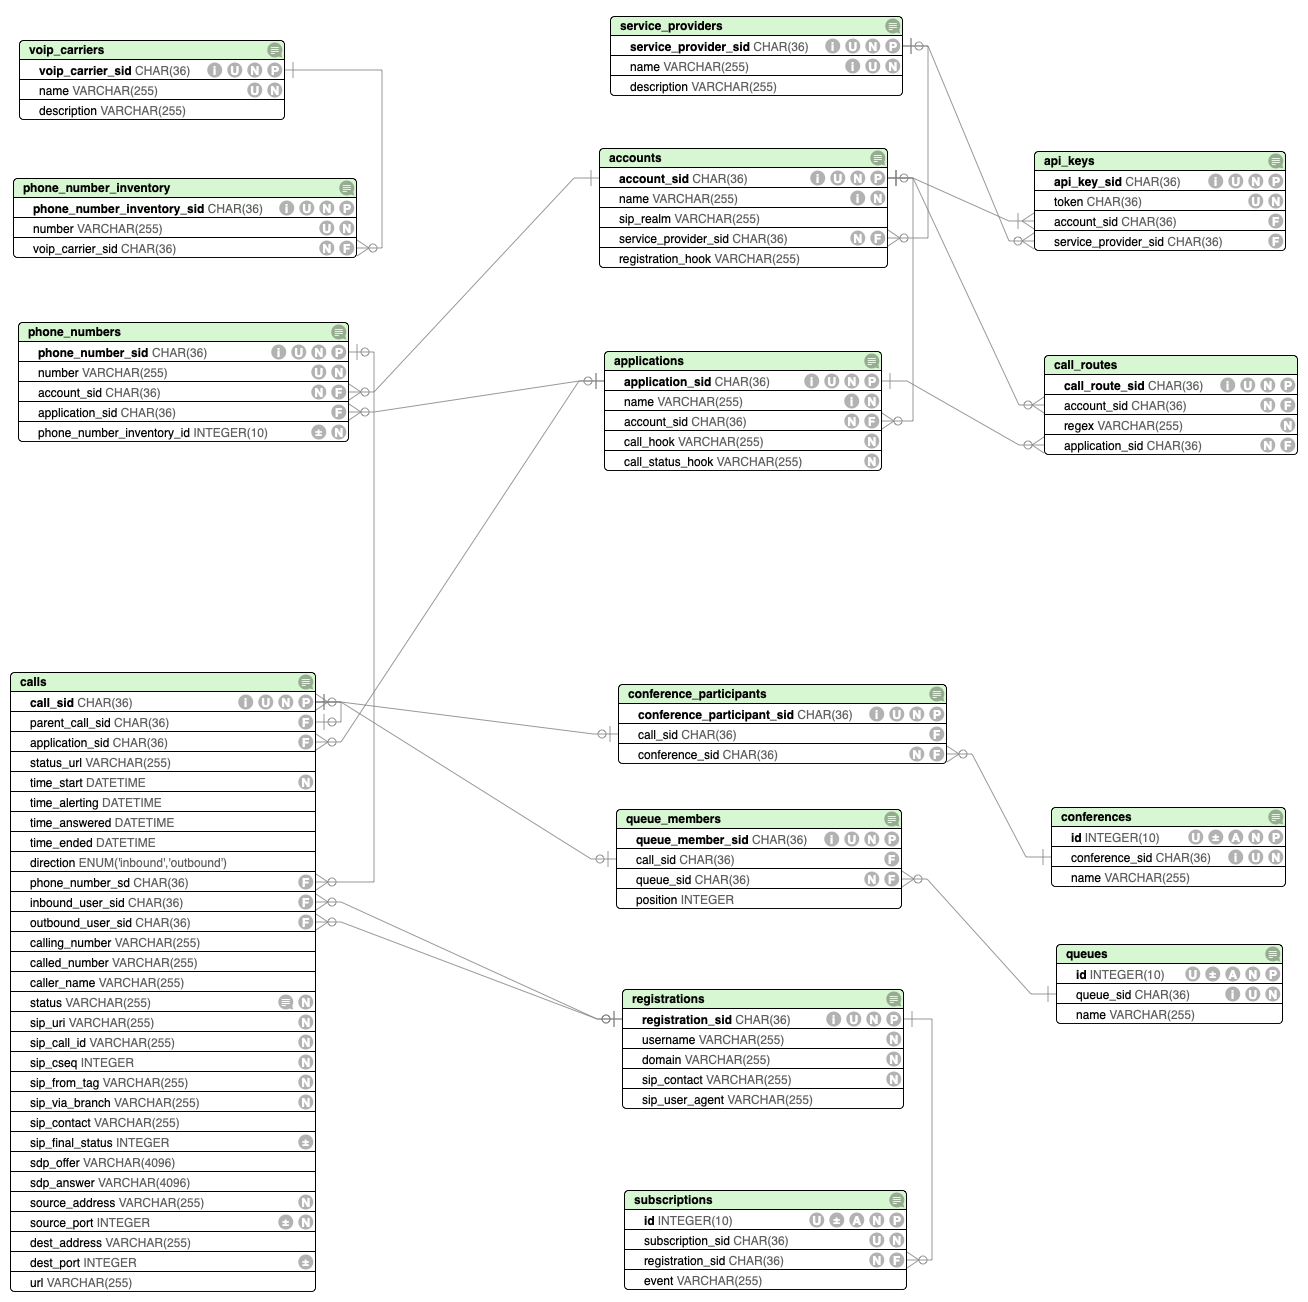 voip_carriers
voip_carrier_sid CHAR(36) i U N P
name VARCHAR(255) U N
description VARCHAR(255)
phone_number_inventory
phone_number_inventory_sid CHAR(36) i U N P
number VARCHAR(255) U N
voip_carrier_sid CHAR(36) N F
phone_numbers
phone_number_sid CHAR(36) i U N P
number VARCHAR(255) U N
account_sid CHAR(36) N F
application_sid CHAR(36) F
phone_number_inventory_id INTEGER(10) ± N
calls
call_sid CHAR(36) i U N P
parent_call_sid CHAR(36) F
application_sid CHAR(36) F
status_url VARCHAR(255)
time_start DATETIME N
time_alerting DATETIME
time_answered DATETIME
time_ended DATETIME
direction ENUM('inbound','outbound')
phone_number_sd CHAR(36) F
inbound_user_sid CHAR(36) F
outbound_user_sid CHAR(36) F
calling_number VARCHAR(255)
called_number VARCHAR(255)
caller_name VARCHAR(255)
status VARCHAR(255) N
sip_uri VARCHAR(255) N
sip_call_id VARCHAR(255) N
sip_cseq INTEGER N
sip_from_tag VARCHAR(255) N
sip_via_branch VARCHAR(255) N
sip_contact VARCHAR(255)
sip_final_status INTEGER ±
sdp_offer VARCHAR(4096)
sdp_answer VARCHAR(4096)
source_address VARCHAR(255) N
source_port INTEGER ± N
dest_address VARCHAR(255)
dest_port INTEGER ±
url VARCHAR(255)
service_providers
service_provider_sid CHAR(36) i U N P
name VARCHAR(255) i U N
description VARCHAR(255)
accounts
account_sid CHAR(36) i U N P
name VARCHAR(255) i N
sip_realm VARCHAR(255)
service_provider_sid CHAR(36) N F
registration_hook VARCHAR(255)
applications
application_sid CHAR(36) i U N P
name VARCHAR(255) i N
account_sid CHAR(36) N F
call_hook VARCHAR(255) N
call_status_hook VARCHAR(255) N
conference_participants
conference_participant_sid CHAR(36) i U N P
call_sid CHAR(36) F
conference_sid CHAR(36) N F
queue_members
queue_member_sid CHAR(36) i U N P
call_sid CHAR(36) F
queue_sid CHAR(36) N F
position INTEGER
registrations
registration_sid CHAR(36) i U N P
username VARCHAR(255) N
domain VARCHAR(255) N
sip_contact VARCHAR(255) N
sip_user_agent VARCHAR(255)
subscriptions
id INTEGER(10) U ± A N P
subscription_sid CHAR(36) U N
registration_sid CHAR(36) N F
event VARCHAR(255)
api_keys
api_key_sid CHAR(36) i U N P
token CHAR(36) U N
account_sid CHAR(36) F
service_provider_sid CHAR(36) F
call_routes
call_route_sid CHAR(36) i U N P
account_sid CHAR(36) N F
regex VARCHAR(255) N
application_sid CHAR(36) N F
conferences
id INTEGER(10) U ± A N P
conference_sid CHAR(36) i U N
name VARCHAR(255)
queues
id INTEGER(10) U ± A N P
queue_sid CHAR(36) i U N
name VARCHAR(255)